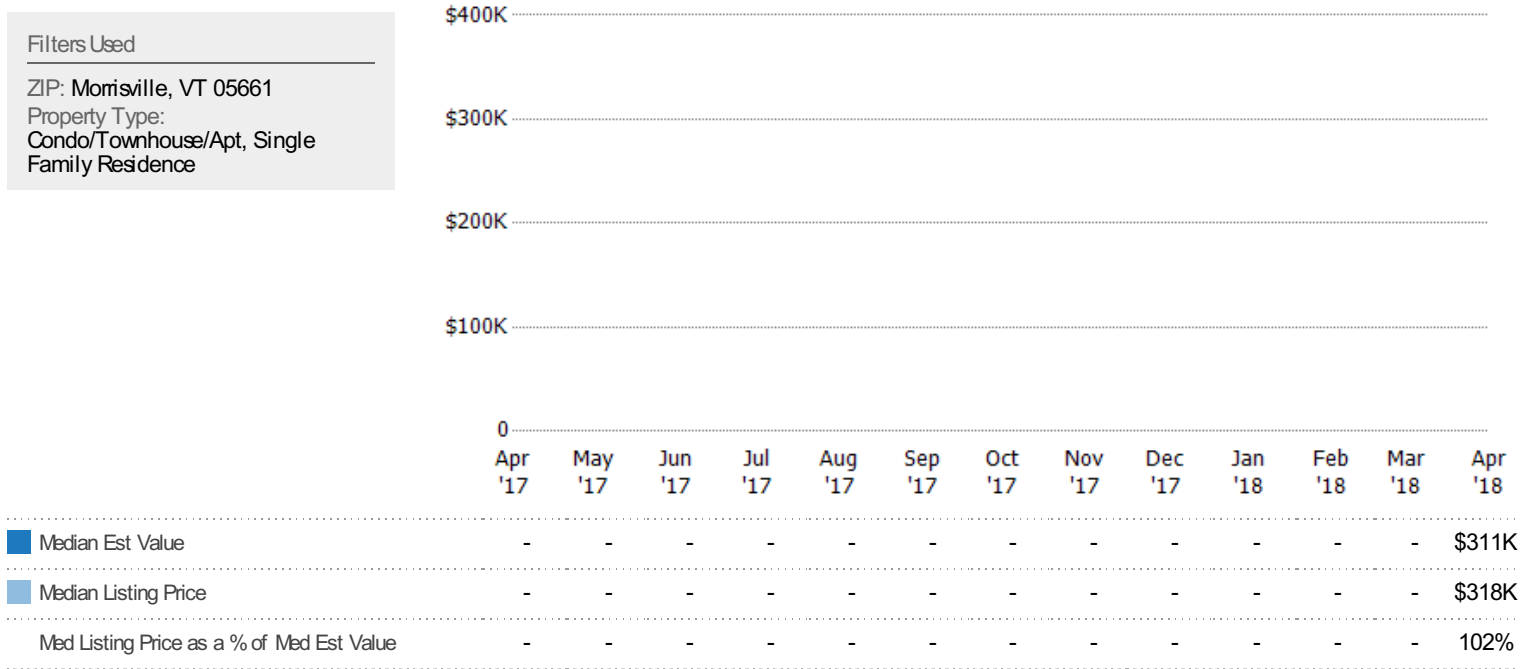 Filters Used
ZIP: Morrisville, VT 05661
Property Type:
Condo/Townhouse/Apt, Single
Family Residence
$400K
$300K
$200K
$100K
0
Apr May Jun Jul Aug Sep Oct Nov Dec Jan Feb Mar Apr
'17 '17 '17 '17 '17 '17 '17 '17 '17 '18 '18 '18 '18
Median Est Value - - - - - - - - - - - - $311K
Median Listing Price - - - - - - - - - - - - $318K
Med Listing Price as a % of Med Est Value - - - - - - - - - - - - 102%